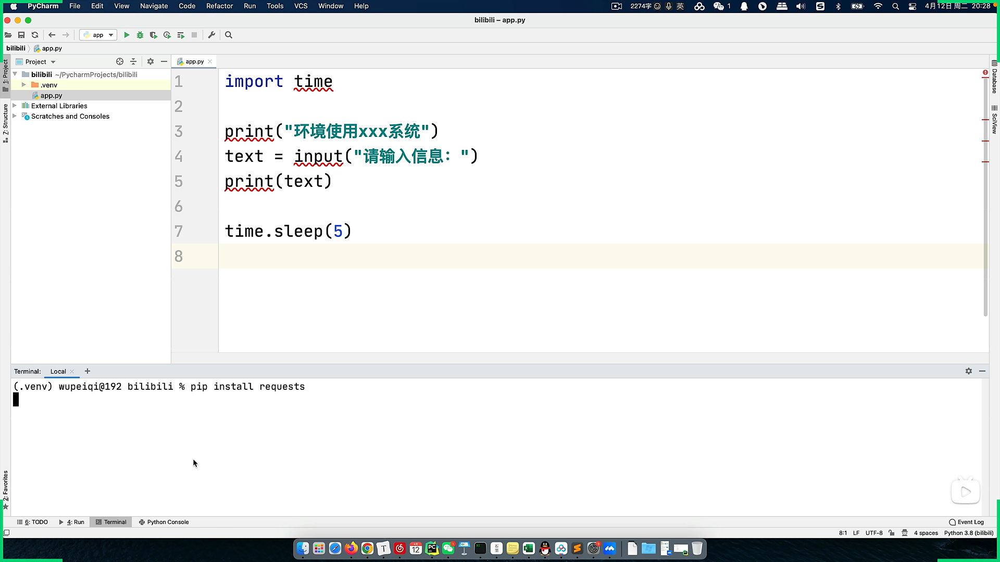 PyCharm File Edit View Navigate Code Refactor Run Tools VCS Window Help 2274字 英 1 4月12日 周二 20:28
bilibili – app.py
app
bilibili app.py
Project
app.py
1: Project
Z: Structure
2: Favorites
bilibili ~/PycharmProjects/bilibili
.venv
app.py
External Libraries
Scratches and Consoles
1 import time
2
3 print("环境使用xxx系统")
4 text = input("请输入信息：")
5 print(text)
6
7 time.sleep(5)
8
Database
SciView
Terminal: Local
(.venv) wupeiqi@192 bilibili % pip install requests
6: TODO 4: Run Terminal Python Console Event Log
8:1 LF UTF-8 4 spaces Python 3.8 (bilibili)
12